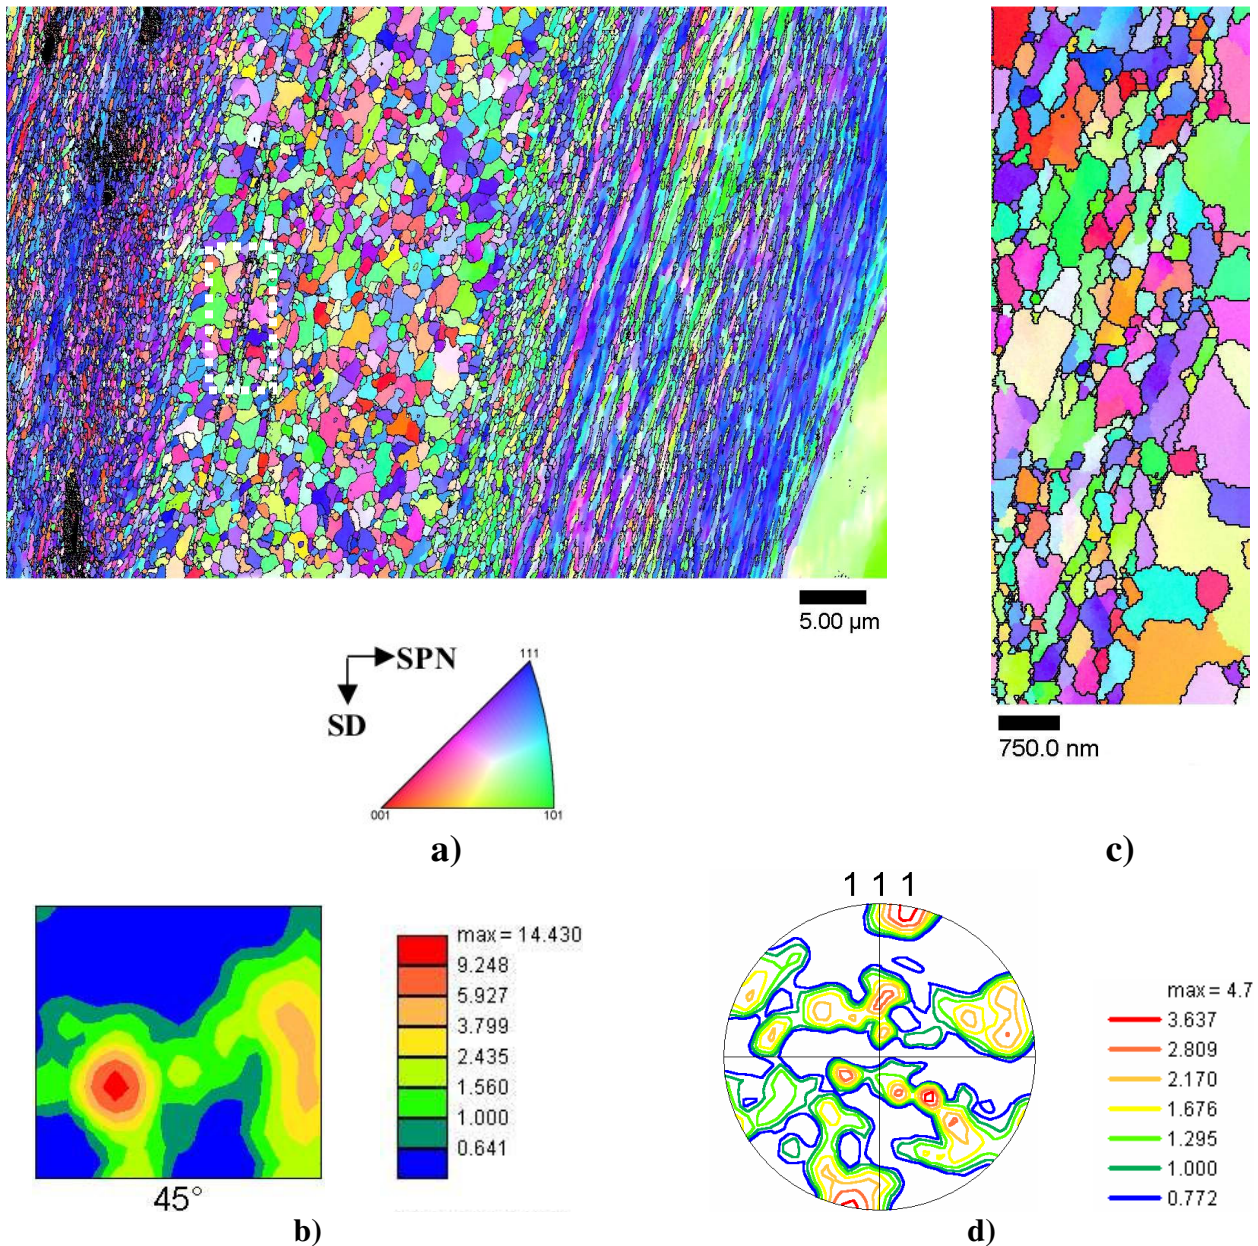 5.00 µm
SPN
SD
111
001
101
a)
750.0 nm
c)
max = 14.430
9.248
5.927
3.799
2.435
1.560
1.000
0.641
45°
b)
1 1 1
max = 4.7
3.637
2.809
2.170
1.676
1.295
1.000
0.772
d)